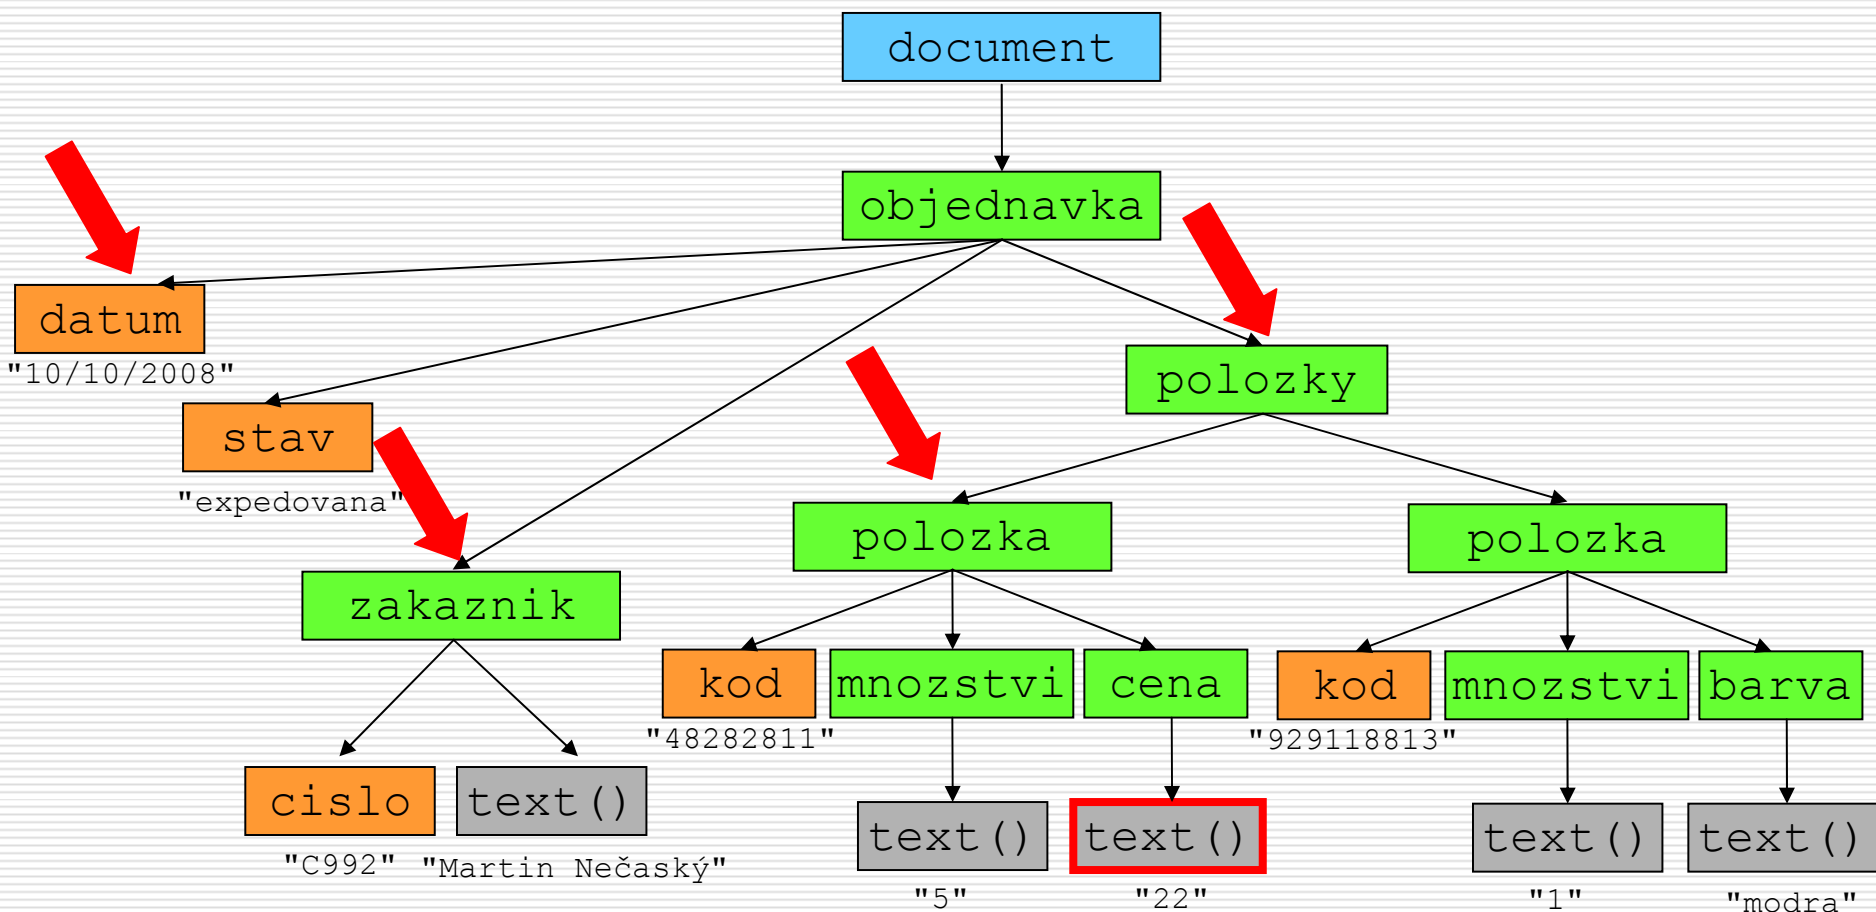 document
objednavka
datum
"10/10/2008"
polozky
stav
"expedovana"
polozka
polozka
zakaznik
kod
mnozstvi
cena
kod
mnozstvi
barva
"48282811"
"929118813"
cislo
text()
text()
text()
text()
text()
"C992"
"Martin Nečaský"
"5"
"22"
"1"
"modra"